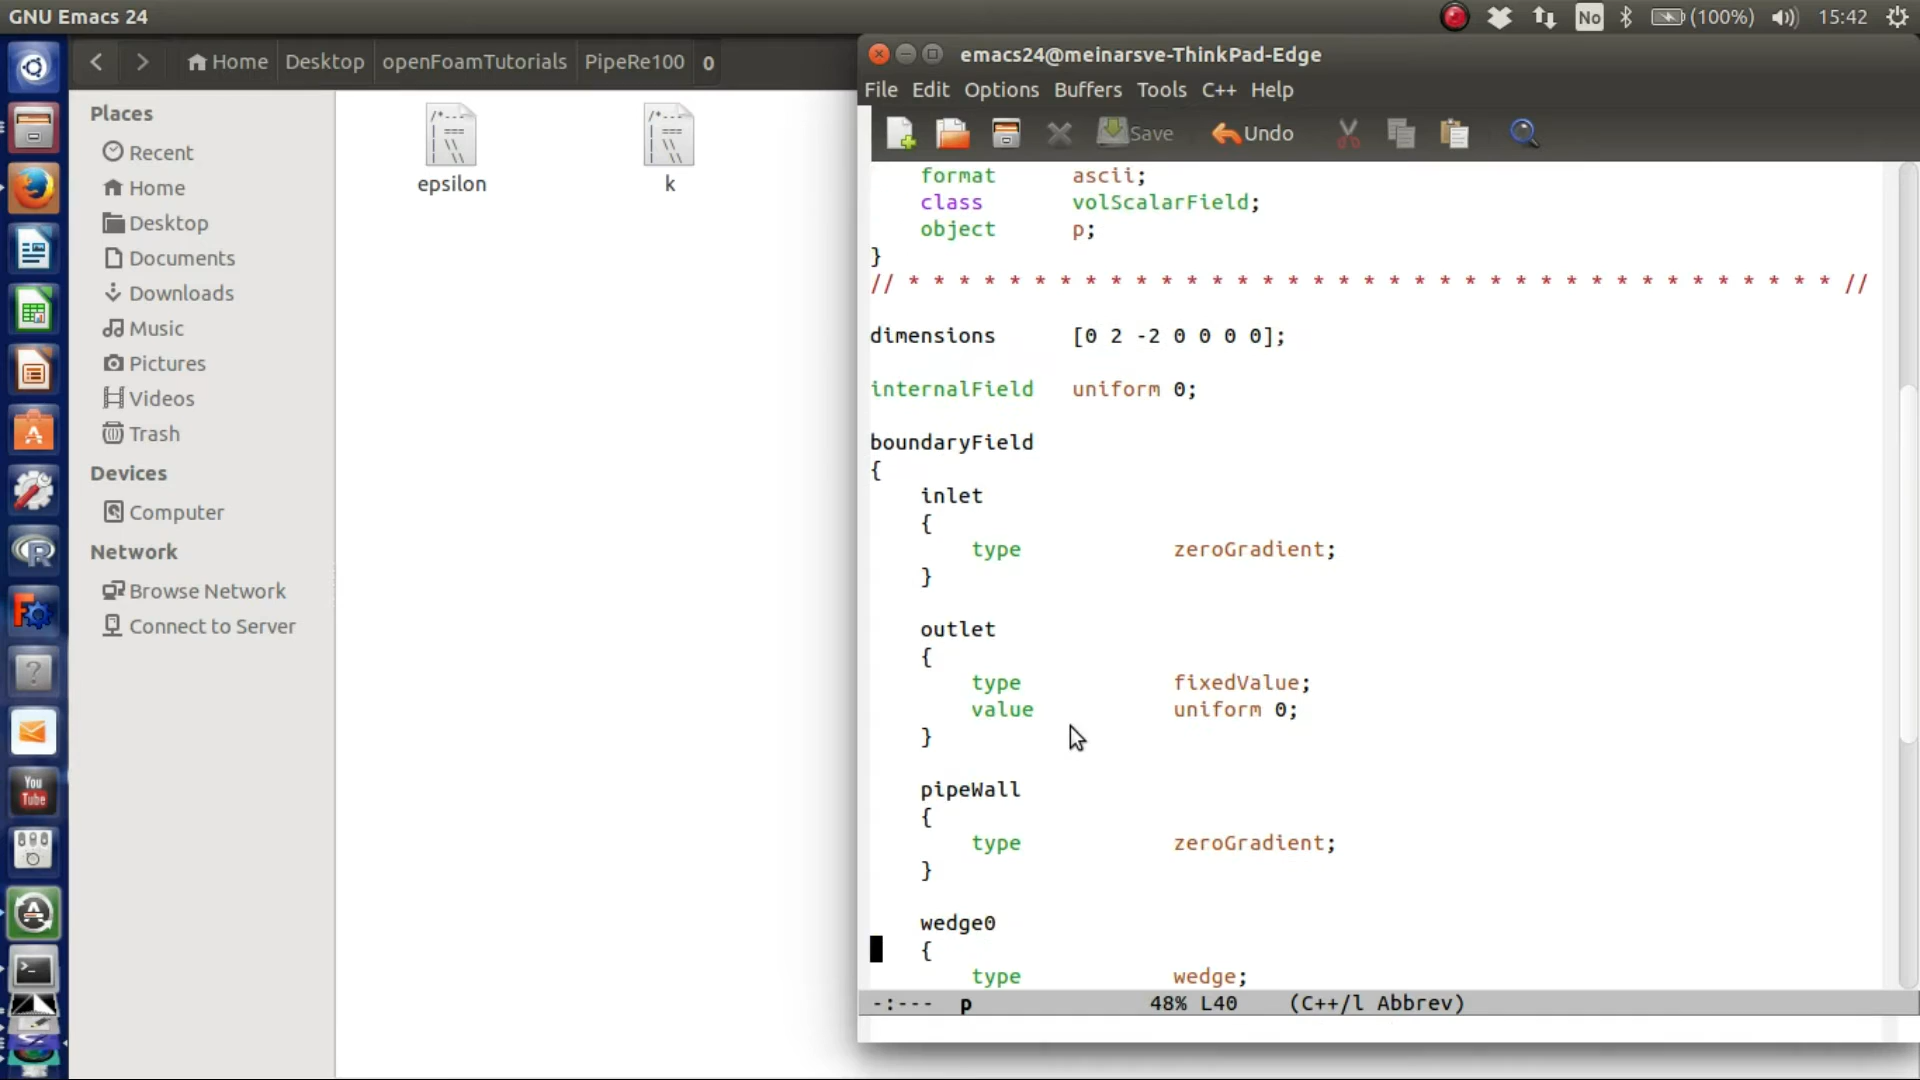 GNU Emacs 24
No
(100%)
15:42
Home
Desktop
openFoamTutorials
PipeRe100
0
Places
Recent
Home
Desktop
Documents
Downloads
Music
Pictures
Videos
Trash
Devices
Computer
Network
Browse Network
Connect to Server
You
Tube
epsilon
k
emacs24@meinarsve-ThinkPad-Edge
File Edit Options Buffers Tools C++ Help
Save
Undo
format ascii;
class volScalarField;
object p;
}
// * * * * * * * * * * * * * * * * * * * * * * * * * * * * * * * * * * * * * //
dimensions [0 2 -2 0 0 0 0];
internalField uniform 0;
boundaryField
{
inlet
{
type zeroGradient;
}
outlet
{
type fixedValue;
value uniform 0;
}
pipeWall
{
type zeroGradient;
}
wedge0
{
type wedge;
-:--- p 48% L40 (C++/l Abbrev)